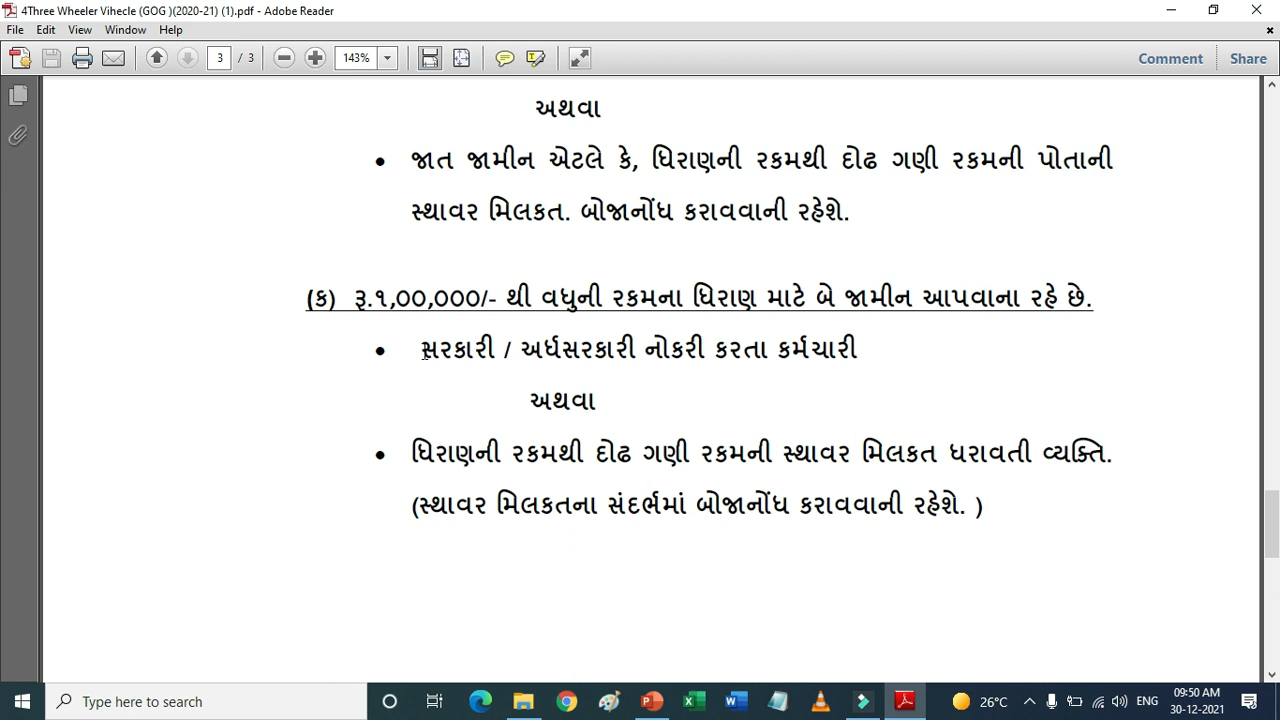 4Three Wheeler Vihecle (GOG )(2020-21) (1).pdf - Adobe Reader
File Edit View Window Help
3 / 3 143% Comment Share
અથવા
• જાત જામીન એટલે કે, ધિરાણની રકમથી દોઢ ગણી રકમની પોતાની
સ્થાવર મિલકત. બોજાનોંધ કરાવવાની રહેશે.
(ક) રૂ.૧,૦૦,૦૦૦/- થી વધુની રકમના ધિરાણ માટે બે જામીન આપવાના રહે છે.
• સરકારી / અર્ધસરકારી નોકરી કરતા કર્મચારી
અથવા
• ધિરાણની રકમથી દોઢ ગણી રકમની સ્થાવર મિલકત ધરાવતી વ્યક્તિ.
(સ્થાવર મિલકતના સંદર્ભમાં બોજાનોંધ કરાવવાની રહેશે. )
Type here to search 26°C ENG 09:50 AM
30-12-2021